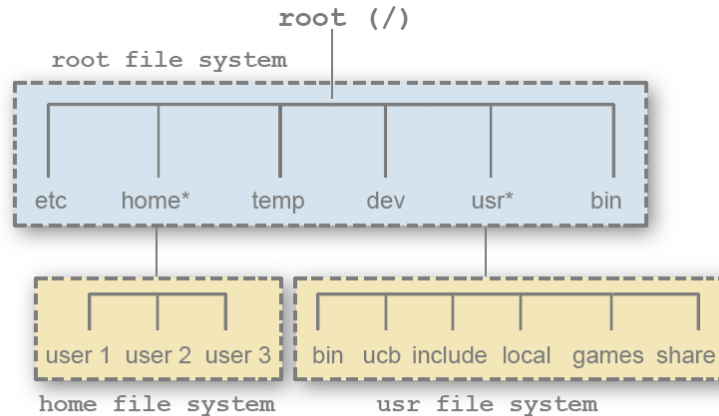 root (/)
root file system
etc home* temp dev usr* bin
user 1 user 2 user 3 bin ucb include local games share
home file system usr file system